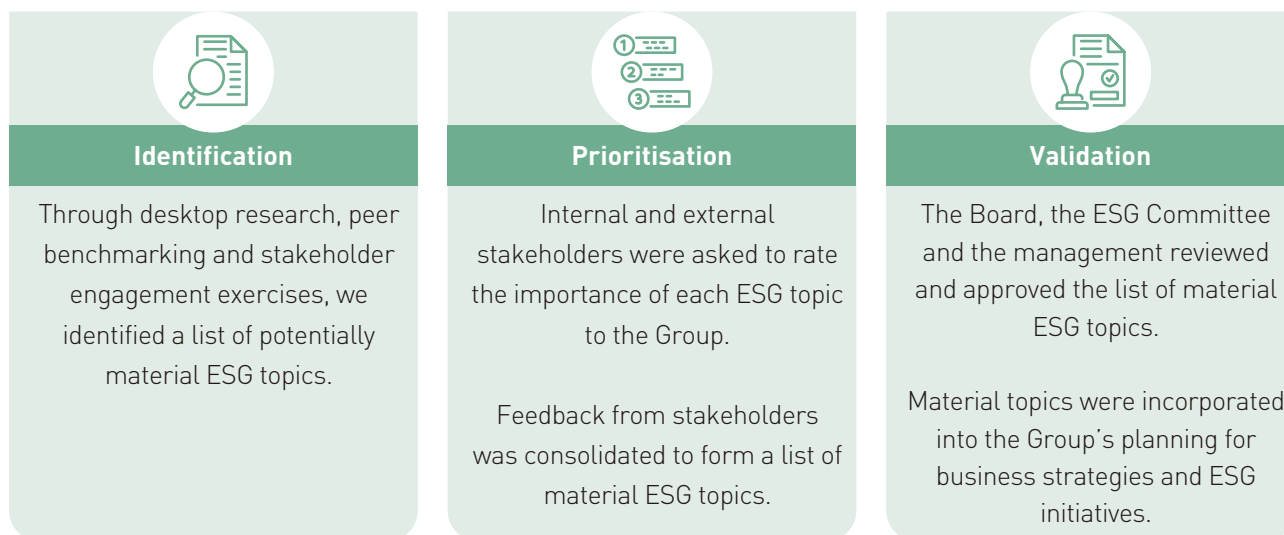 Identification
Through desktop research, peer
benchmarking and stakeholder
engagement exercises, we
identified a list of potentially
material ESG topics.
1
2
3
Prioritisation
Internal and external
stakeholders were asked to rate
the importance of each ESG topic
to the Group.
Feedback from stakeholders
was consolidated to form a list of
material ESG topics.
Validation
The Board, the ESG Committee
and the management reviewed
and approved the list of material
ESG topics.
Material topics were incorporated
into the Group’s planning for
business strategies and ESG
initiatives.